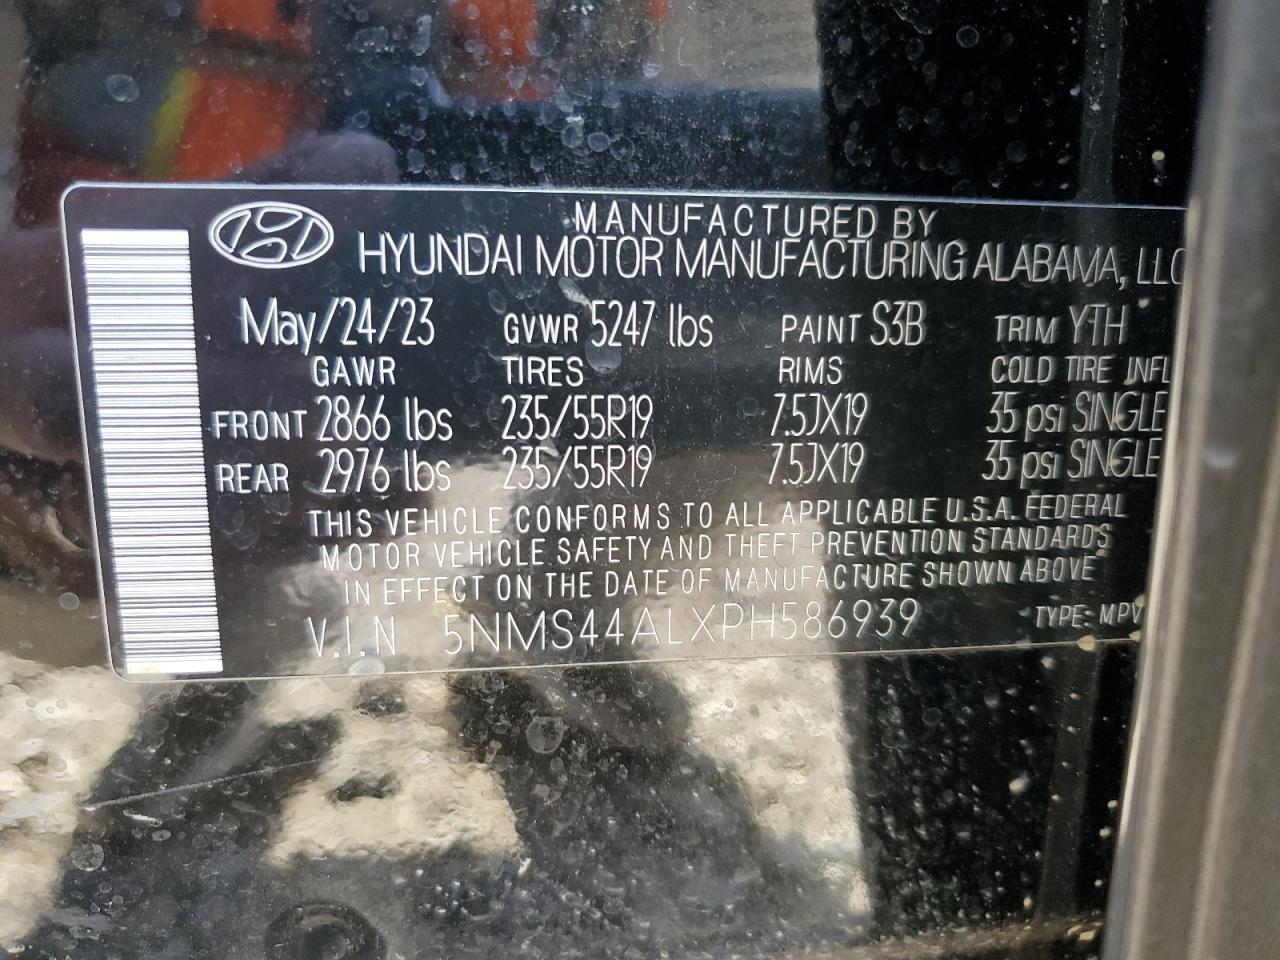 MANUFACTURED BY
HYUNDAI MOTOR MANUFACTURING ALABAMA, LLC
May/24/23 GVWR 5247 lbs PAINT S3B TRIM YTH
GAWR TIRES RIMS COLD TIRE INFL
FRONT 2866 lbs 235/55R19 7.5JX19 35 psi SINGLE
REAR 2976 lbs 235/55R19 7.5JX19 35 psi SINGLE
THIS VEHICLE CONFORMS TO ALL APPLICABLE U.S.A. FEDERAL
MOTOR VEHICLE SAFETY AND THEFT PREVENTION STANDARDS
IN EFFECT ON THE DATE OF MANUFACTURE SHOWN ABOVE
V.I.N 5NMS44ALXPH586939 TYPE: MPV